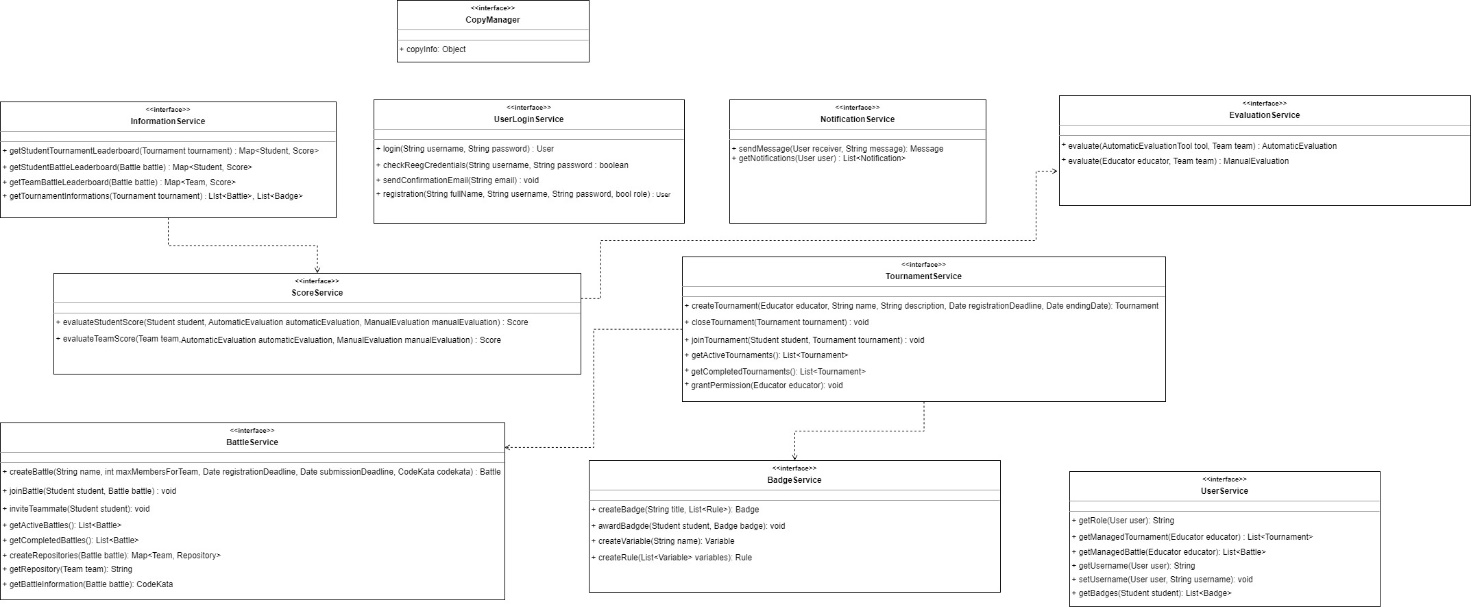 <<interface>>
CopyManager
+ copyInfo: Object
<<interface>>
InformationService
+ getStudentTournamentLeaderboard(Tournament tournament) : Map<Student, Score>
+ getStudentBattleLeaderboard(Battle battle) : Map<Student, Score>
+ getTeamBattleLeaderboard(Battle battle) : Map<Team, Score>
+ getTournamentInformations(Tournament tournament) : List<Battle>, List<Badge>
<<interface>>
UserLoginService
+ login(String username, String password) : User
+ checkReegCredentials(String username, String password : boolean
+ sendConfirmationEmail(String email) : void
+ registration(String fullName, String username, String password, bool role) : User
<<interface>>
NotificationService
+ sendMessage(User receiver, String message): Message
+ getNotifications(User user) : List<Notification>
<<interface>>
EvaluationService
+ evaluate(AutomaticEvaluationTool tool, Team team) : AutomaticEvaluation
+ evaluate(Educator educator, Team team) : ManualEvaluation
<<interface>>
ScoreService
+ evaluateStudentScore(Student student, AutomaticEvaluation automaticEvaluation, ManualEvaluation manualEvaluation) : Score
+ evaluateTeamScore(Team team,AutomaticEvaluation automaticEvaluation, ManualEvaluation manualEvaluation) : Score
<<interface>>
TournamentService
+ createTournament(Educator educator, String name, String description, Date registrationDeadline, Date endingDate): Tournament
+ closeTournament(Tournament tournament) : void
+ joinTournament(Student student, Tournament tournament) : void
+ getActiveTournaments(): List<Tournament>
+ getCompletedTournaments(): List<Tournament>
+ grantPermission(Educator educator): void
<<interface>>
BattleService
+ createBattle(String name, int maxMembersForTeam, Date registrationDeadline, Date submissionDeadline, CodeKata codekata) : Battle
+ joinBattle(Student student, Battle battle) : void
+ inviteTeammate(Student student): void
+ getActiveBattles(): List<Battle>
+ getCompletedBattles(): List<Battle>
+ createRepositories(Battle battle): Map<Team, Repository>
+ getRepository(Team team): String
+ getBattleInformation(Battle battle): CodeKata
<<interface>>
BadgeService
+ createBadge(String title, List<Rule>): Badge
+ awardBadgde(Student student, Badge badge): void
+ createVariable(String name): Variable
+ createRule(List<Variable> variables): Rule
<<interface>>
UserService
+ getRole(User user): String
+ getManagedTournament(Educator educator) : List<Tournament>
+ getManagedBattle(Educator educator): List<Battle>
+ getUsername(User user): String
+ setUsername(User user, String username): void
+ getBadges(Student student): List<Badge>